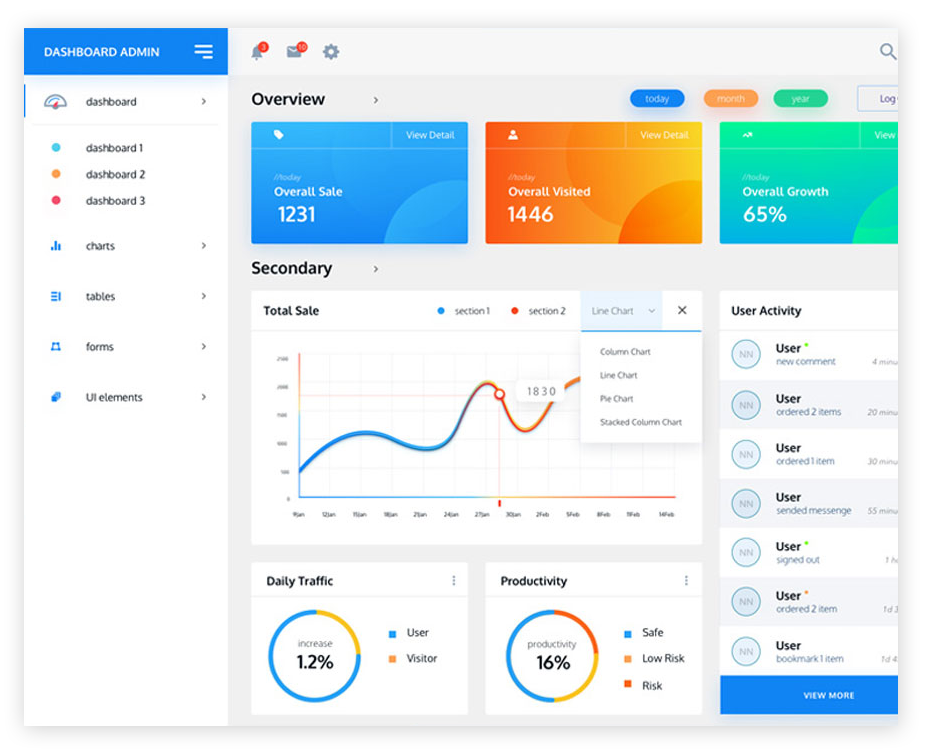 DASHBOARD ADMIN
3
10
dashboard
dashboard 1
dashboard 2
dashboard 3
charts
tables
forms
UI elements
Overview
today
month
year
Log
View Detail
//today
Overall Sale
1231
View Detail
//today
Overall Visited
1446
View
//today
Overall Growth
65%
Secondary
Total Sale
section 1
section 2
Line Chart
Column Chart
Line Chart
Pie Chart
Stacked Column Chart
1830
2500
2000
1500
1000
500
0
9Jan 12Jan 15Jan 18Jan 21Jan 24Jan 27Jan 30Jan 2Feb 5Feb 8Feb 11Feb 14Feb
User Activity
NN
User
new comment
4 minu
NN
User
ordered 2 items
20 minu
NN
User
ordered 1 item
30 minu
NN
User
sended messenge
55 minu
NN
User
signed out
1 h
NN
User
ordered 2 item
1d 3
NN
User
bookmark 1 item
1d 4
VIEW MORE
Daily Traffic
increase
1.2%
User
Visitor
Productivity
productivity
16%
Safe
Low Risk
Risk